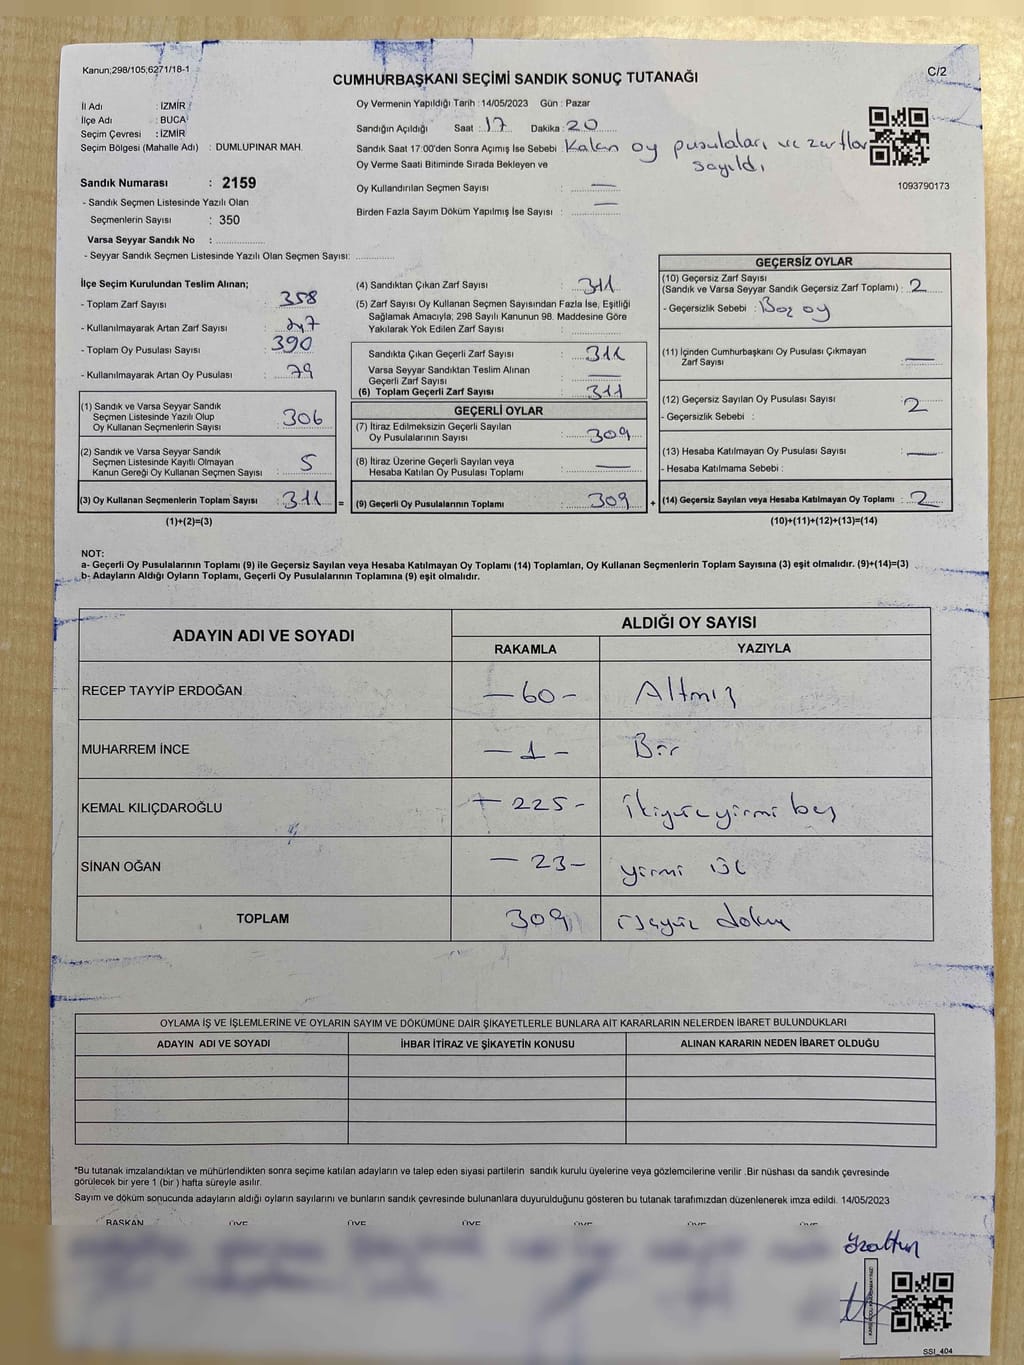 Kanun;298/105;6271/18-1
CUMHURBAŞKANI SEÇİMİ SANDIK SONUÇ TUTANAĞI
C/2
İl Adı : İZMİR
İlçe Adı : BUCA
Seçim Çevresi : İZMİR
Seçim Bölgesi (Mahalle Adı) : DUMLUPINAR MAH.
Oy Vermenin Yapıldığı Tarih : 14/05/2023 Gün : Pazar
Sandığın Açıldığı Saat : 17 Dakika : 20
Sandık Saat 17:00'den Sonra Açımış İse Sebebi : Kalan oy pusulaları ve zarflar sayıldı.
Oy Verme Saati Bitiminde Sırada Bekleyen ve
Oy Kullandırılan Seçmen Sayısı : —
Birden Fazla Sayım Döküm Yapılmış İse Sayısı : —
1093790173
Sandık Numarası : 2159
- Sandık Seçmen Listesinde Yazılı Olan
Seçmenlerin Sayısı : 350
Varsa Seyyar Sandık No :
- Seyyar Sandık Seçmen Listesinde Yazılı Olan Seçmen Sayısı:
İlçe Seçim Kurulundan Teslim Alınan;
- Toplam Zarf Sayısı : 358
- Kullanılmayarak Artan Zarf Sayısı :
- Toplam Oy Pusulası Sayısı : 390
- Kullanılmayarak Artan Oy Pusulası : 79
(1) Sandık ve Varsa Seyyar Sandık
Seçmen Listesinde Yazılı Olup
Oy Kullanan Seçmenlerin Sayısı : 306
(2) Sandık ve Varsa Seyyar Sandık
Seçmen Listesinde Kayıtlı Olmayan
Kanun Gereği Oy Kullanan Seçmen Sayısı : 5
(3) Oy Kullanan Seçmenlerin Toplam Sayısı : 311 =
(1)+(2)=(3)
(4) Sandıktan Çıkan Zarf Sayısı : 311
(5) Zarf Sayısı Oy Kullanan Seçmen Sayısından Fazla İse, Eşitliği
Sağlamak Amacıyla; 298 Sayılı Kanunun 98. Maddesine Göre
Yakılarak Yok Edilen Zarf Sayısı :
Sandıkta Çıkan Geçerli Zarf Sayısı : 311
Varsa Seyyar Sandıktan Teslim Alınan
Geçerli Zarf Sayısı : —
(6) Toplam Geçerli Zarf Sayısı : 311
GEÇERLİ OYLAR
(7) İtiraz Edilmeksizin Geçerli Sayılan
Oy Pusulalarının Sayısı : 309
(8) İtiraz Üzerine Geçerli Sayılan veya
Hesaba Katılan Oy Pusulası Toplamı : —
(9) Geçerli Oy Pusulalarının Toplamı : 309 +
GEÇERSİZ OYLAR
(10) Geçersiz Zarf Sayısı
(Sandık ve Varsa Seyyar Sandık Geçersiz Zarf Toplamı) : 2
- Geçersizlik Sebebi : Boş oy
(11) İçinden Cumhurbaşkanı Oy Pusulası Çıkmayan
Zarf Sayısı : —
(12) Geçersiz Sayılan Oy Pusulası Sayısı : 2
- Geçersizlik Sebebi :
(13) Hesaba Katılmayan Oy Pusulası Sayısı : —
- Hesaba Katılmama Sebebi :
(14) Geçersiz Sayılan veya Hesaba Katılmayan Oy Toplamı : 2
(10)+(11)+(12)+(13)=(14)
NOT:
a- Geçerli Oy Pusulalarının Toplamı (9) ile Geçersiz Sayılan veya Hesaba Katılmayan Oy Toplamı (14) Toplamları, Oy Kullanan Seçmenlerin Toplam Sayısına (3) eşit olmalıdır. (9)+(14)=(3)
b- Adayların Aldığı Oyların Toplamı, Geçerli Oy Pusulalarının Toplamına (9) eşit olmalıdır.
ADAYIN ADI VE SOYADI
ALDIĞI OY SAYISI
RAKAMLA YAZIYLA
RECEP TAYYİP ERDOĞAN — 60 — Altmış
MUHARREM İNCE — 1 — Bir
KEMAL KILIÇDAROĞLU — 225 — İkiyüz yirmi beş
SİNAN OĞAN — 23 — yirmi üç
TOPLAM 309 üçyüz dokuz
OYLAMA İŞ VE İŞLEMLERİNE VE OYLARIN SAYIM VE DÖKÜMÜNE DAİR ŞİKAYETLERLE BUNLARA AİT KARARLARIN NELERDEN İBARET BULUNDUKLARI
ADAYIN ADI VE SOYADI İHBAR İTİRAZ VE ŞİKAYETİN KONUSU ALINAN KARARIN NEDEN İBARET OLDUĞU
*Bu tutanak imzalandıktan ve mühürlendikten sonra seçime katılan adayların ve talep eden siyasi partilerin sandık kurulu üyelerine veya gözlemcilerine verilir .Bir nüshası da sandık çevresinde
görülecek bir yere 1 (bir ) hafta süreyle asılır.
Sayım ve döküm sonucunda adayların aldığı oyların sayılarını ve bunların sandık çevresinde bulunanlara duyurulduğunu gösteren bu tutanak tarafımızdan düzenlenerek imza edildi. 14/05/2023
BAŞKAN ÜYE ÜYE ÜYE ÜYE ÜYE ÜYE
SSI_404